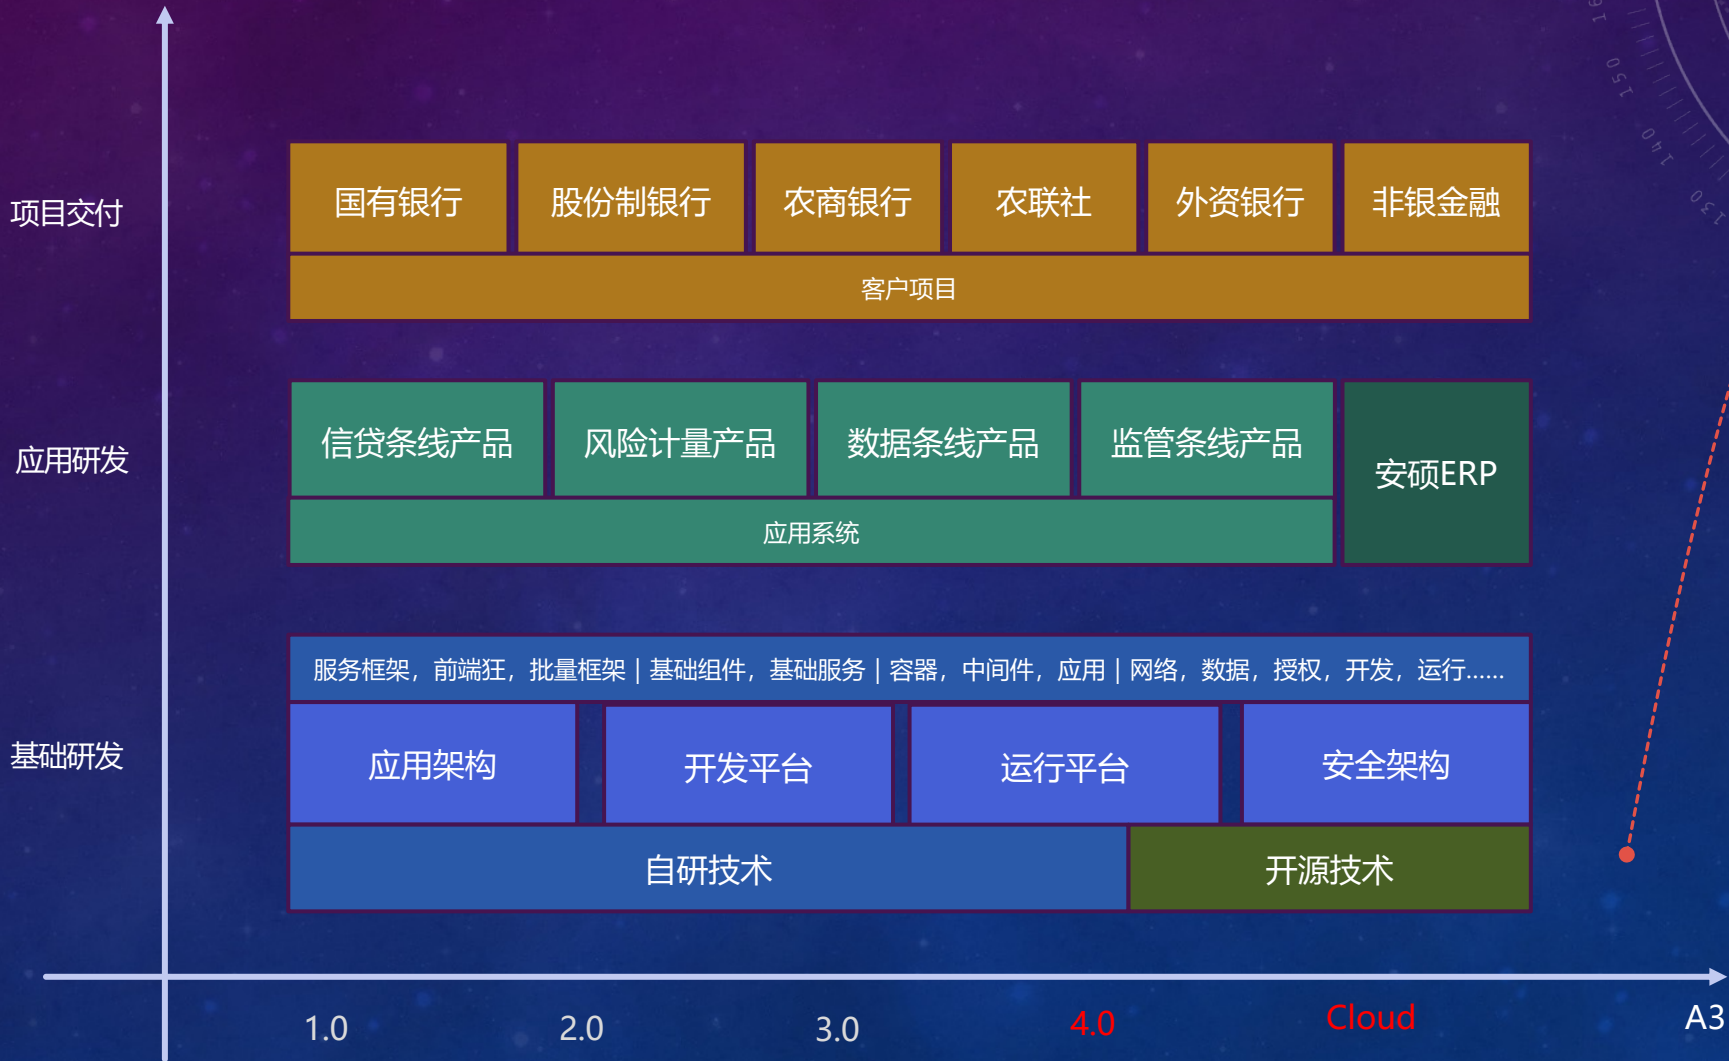 项目交付
国有银行
股份制银行
农商银行
农联社
外资银行
非银金融
客户项目
应用研发
信贷条线产品
风险计量产品
数据条线产品
监管条线产品
安硕ERP
应用系统
基础研发
服务框架，前端狂，批量框架 | 基础组件，基础服务 | 容器，中间件，应用 | 网络，数据，授权，开发，运行......
应用架构
开发平台
运行平台
安全架构
自研技术
开源技术
1.0
2.0
3.0
4.0
Cloud
A3
150
140
130